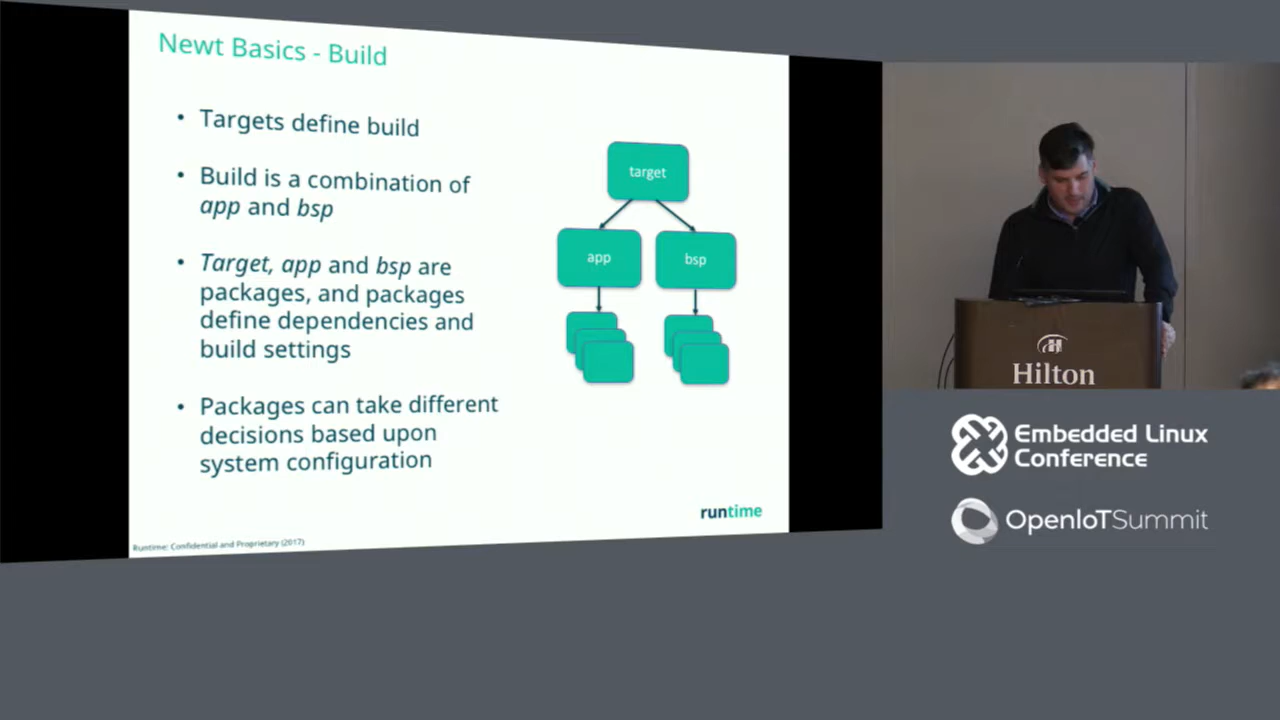 Newt Basics - Build
• Targets define build
• Build is a combination of
app and bsp
• Target, app and bsp are
packages, and packages
define dependencies and
build settings
• Packages can take different
decisions based upon
system configuration
target
app
bsp
runtime
Runtime: Confidential and Proprietary (2017)
Hilton
Embedded Linux
Conference
OpenIoTSummit